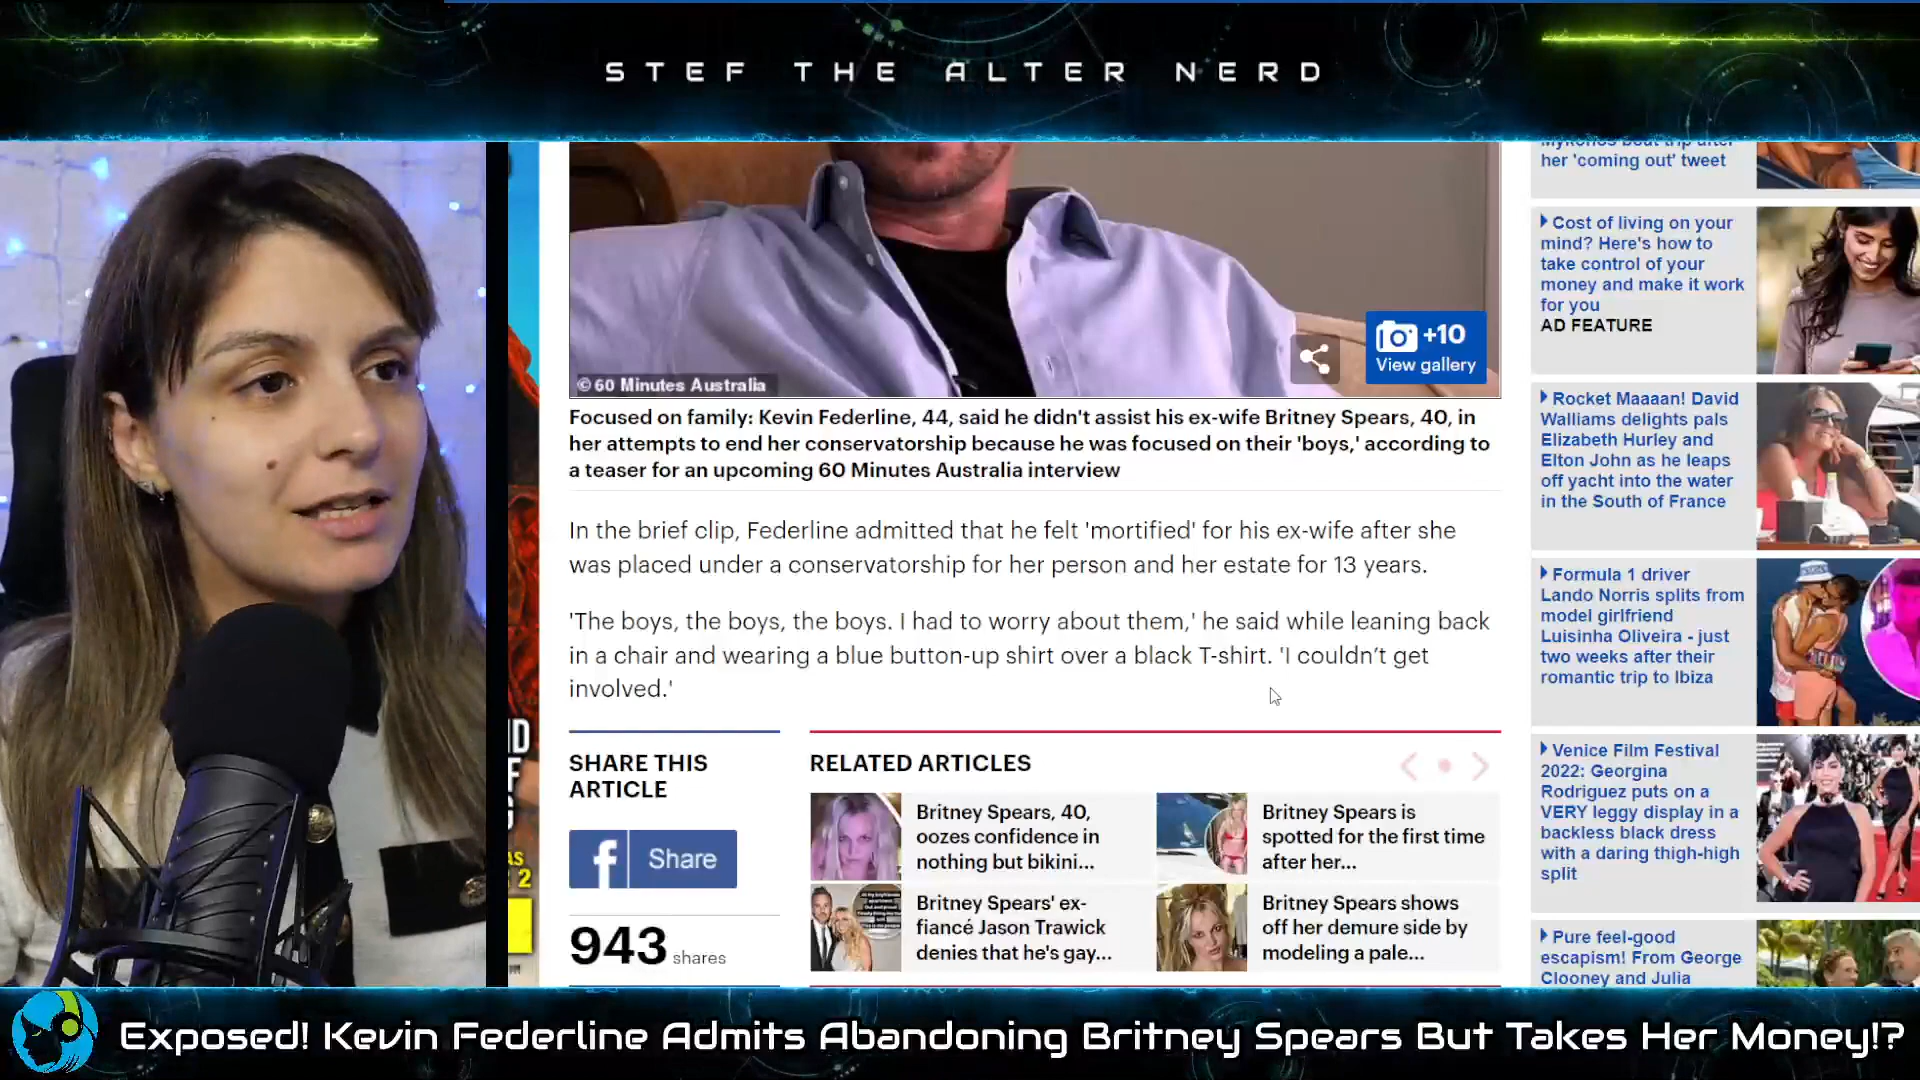 STEF THE ALTER NERD
her 'coming out' tweet
Cost of living on your
mind? Here's how to
take control of your
money and make it work
for you
AD FEATURE
+10
View gallery
©60 Minutes Australia
Focused on family: Kevin Federline, 44, said he didn't assist his ex-wife Britney Spears, 40, in
her attempts to end her conservatorship because he was focused on their 'boys,' according to
a teaser for an upcoming 60 Minutes Australia interview
Rocket Maaaan! David
Walliams delights pals
Elizabeth Hurley and
Elton John as he leaps
off yacht into the water
in the South of France
In the brief clip, Federline admitted that he felt 'mortified' for his ex-wife after she
was placed under a conservatorship for her person and her estate for 13 years.
'The boys, the boys, the boys. I had to worry about them,' he said while leaning back
in a chair and wearing a blue button-up shirt over a black T-shirt. 'I couldn’t get
involved.'
Formula 1 driver
Lando Norris splits from
model girlfriend
Luisinha Oliveira - just
two weeks after their
romantic trip to Ibiza
SHARE THIS
ARTICLE
Share
943 shares
RELATED ARTICLES
Britney Spears, 40,
oozes confidence in
nothing but bikini...
Britney Spears is
spotted for the first time
after her...
Britney Spears' ex-
fiancé Jason Trawick
denies that he's gay...
Britney Spears shows
off her demure side by
modeling a pale...
Venice Film Festival
2022: Georgina
Rodriguez puts on a
VERY leggy display in a
backless black dress
with a daring thigh-high
split
Pure feel-good
escapism! From George
Clooney and Julia
Exposed! Kevin Federline Admits Abandoning Britney Spears But Takes Her Money!?